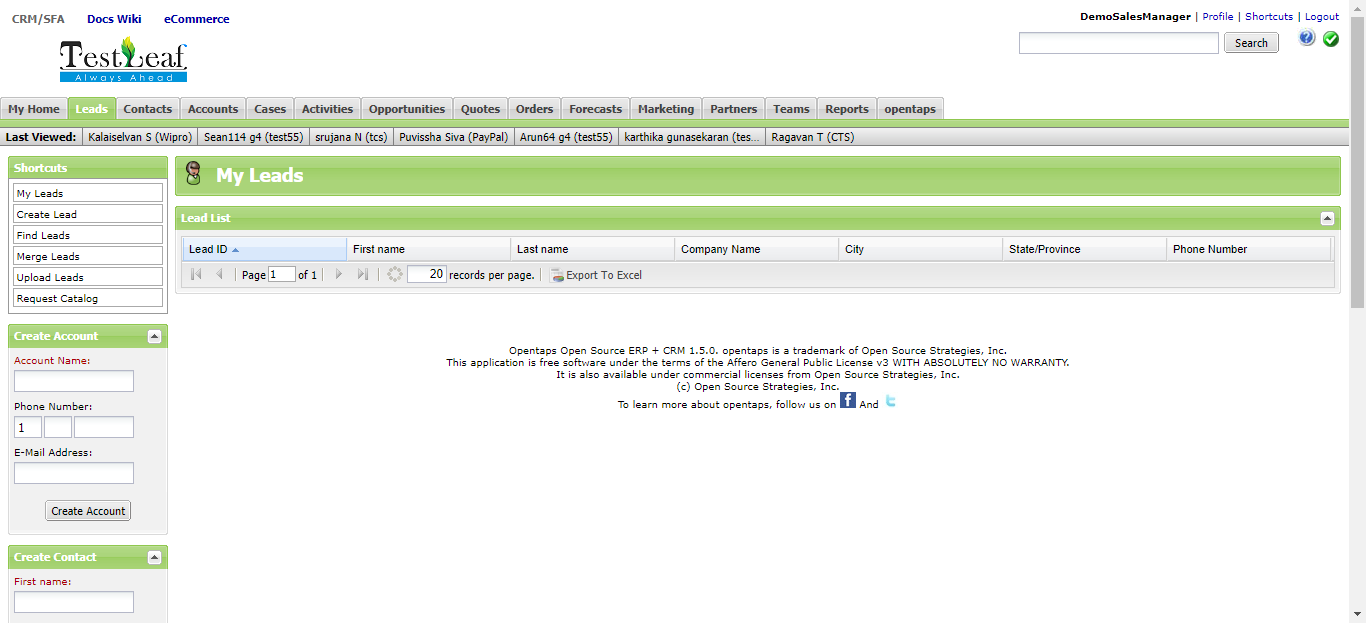 CRM/SFA Docs Wiki eCommerce
DemoSalesManager | Profile | Shortcuts | Logout
Search
TestLeaf
Always Ahead
My Home Leads Contacts Accounts Cases Activities Opportunities Quotes Orders Forecasts Marketing Partners Teams Reports opentaps
Last Viewed: Kalaiselvan S (Wipro) Sean114 g4 (test55) srujana N (tcs) Puvissha Siva (PayPal) Arun64 g4 (test55) karthika gunasekaran (tes... Ragavan T (CTS)
Shortcuts
My Leads
Create Lead
Find Leads
Merge Leads
Upload Leads
Request Catalog
Create Account
Account Name:
Phone Number:
1
E-Mail Address:
Create Account
Create Contact
First name:
My Leads
Lead List
Lead ID First name Last name Company Name City State/Province Phone Number
Page 1 of 1 20 records per page. Export To Excel
Opentaps Open Source ERP + CRM 1.5.0. opentaps is a trademark of Open Source Strategies, Inc.
This application is free software under the terms of the Affero General Public License v3 WITH ABSOLUTELY NO WARRANTY.
It is also available under commercial licenses from Open Source Strategies, Inc.
(c) Open Source Strategies, Inc.
To learn more about opentaps, follow us on f And t